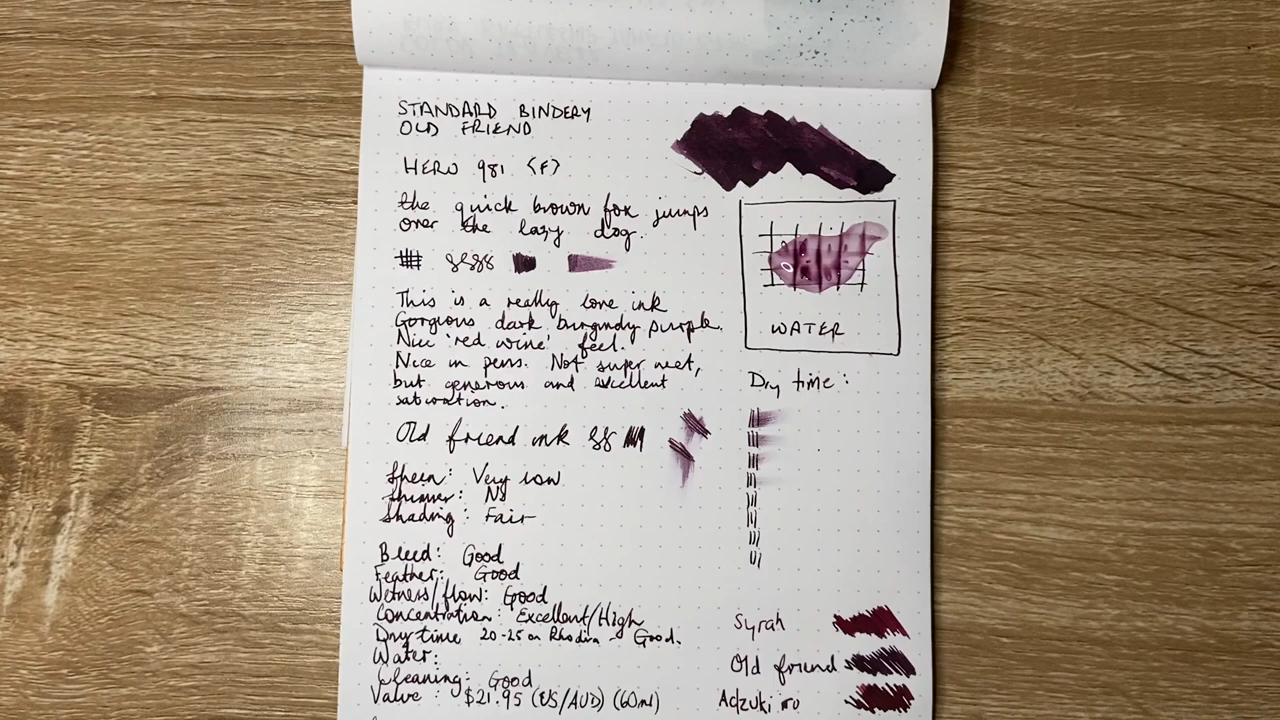 STANDARD BINDERY
OLD FRIEND
HERO 981 <F>
the quick brown fox jumps
over the lazy dog.
This is a really love ink
Gorgious dark burgundy purple.
Nice 'red wine' feel.
Nice in pens. Not super wet,
but generous and excellent
saturation.
Old friend ink
Sheen: Very low
Shimmer: No
Shading: Fair
Bleed: Good
Feather: Good
Wetness/flow: Good
Concentration: Excellent/High
Dry time 20-25 on Rhodia - Good.
Water:
Cleaning: Good
Value: $21.95 (US/AUD) (60ml)
WATER
Dry time:
Syrah
Old friend
Adzuki iro